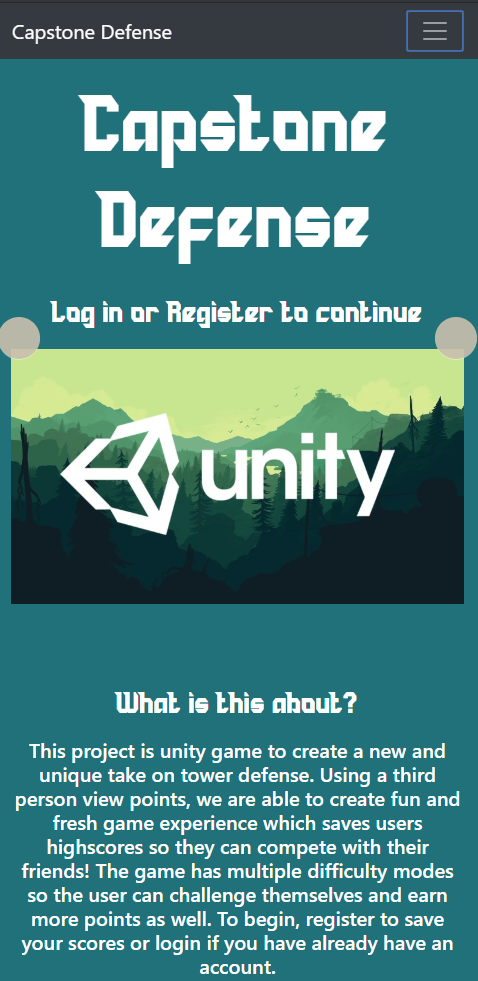 Capstone Defense
Capstone
Defense
Log in or Register to continue
unity
What is this about?
This project is unity game to create a new and
unique take on tower defense. Using a third
person view points, we are able to create fun and
fresh game experience which saves users
highscores so they can compete with their
friends! The game has multiple difficulty modes
so the user can challenge themselves and earn
more points as well. To begin, register to save
your scores or login if you have already have an
account.